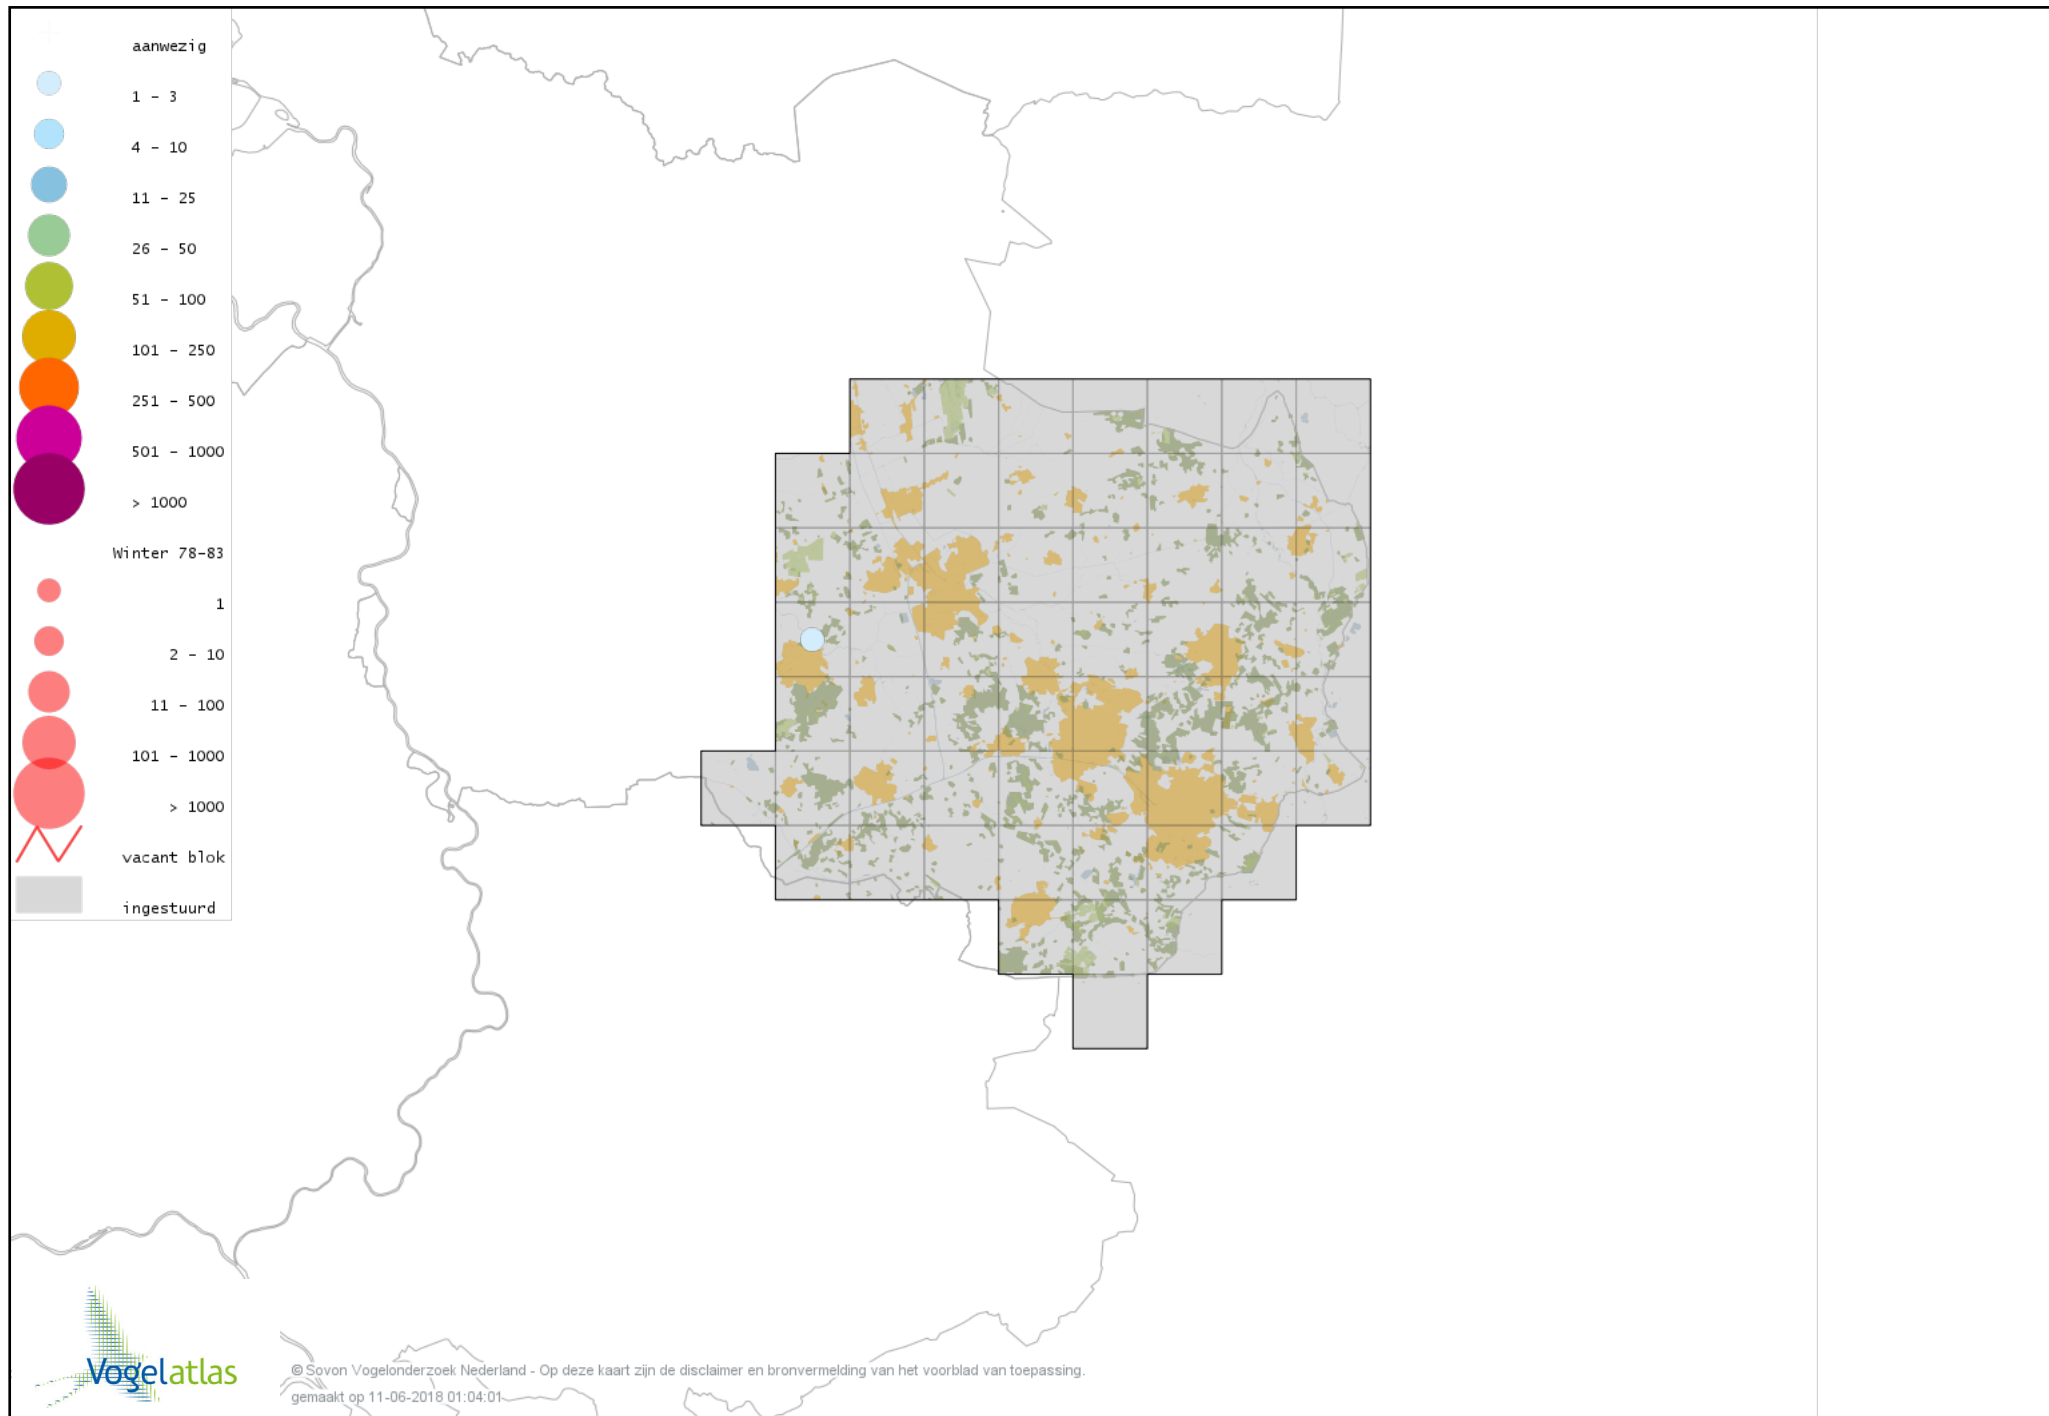 aanwezig
1 - 3
4 - 10
11 - 25
26 - 50
51 - 100
101 - 250
251 - 500
501 - 1000
> 1000
Winter 78-83
1
2 - 10
11 - 100
101 - 1000
> 1000
vacant blok
ingestuurd
Vogelatlas
© Sovon Vogelonderzoek Nederland - Op deze kaart zijn de disclaimer en bronvermelding van het voorblad van toepassing.
gemaakt op 11-06-2018 01:04:01